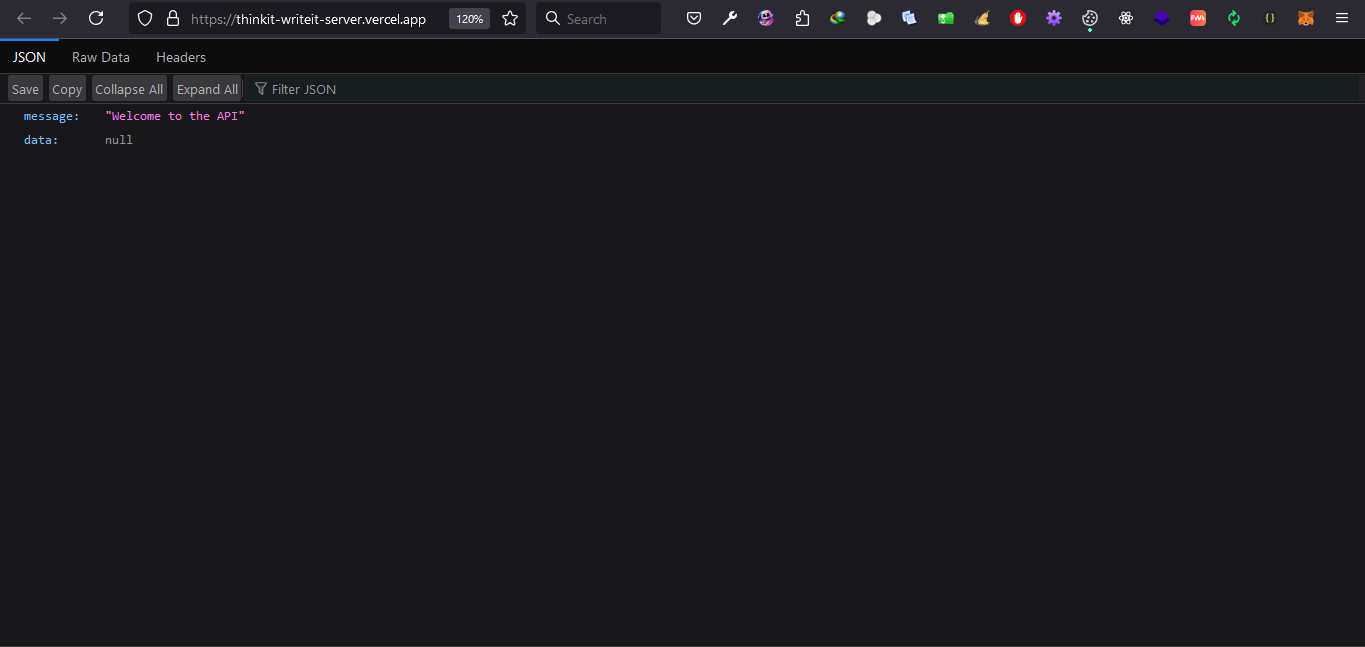 https://thinkit-writeit-server.vercel.app 120% Search
JSON Raw Data Headers
Save Copy Collapse All Expand All Filter JSON
message: "Welcome to the API"
data: null